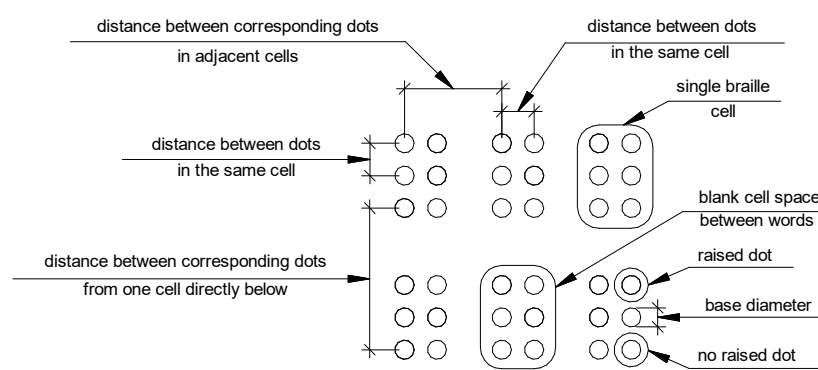 distance between corresponding dots
in adjacent cells
distance between dots
in the same cell
single braille
cell
distance between dots
in the same cell
blank cell space
between words
distance between corresponding dots
from one cell directly below
raised dot
base diameter
no raised dot